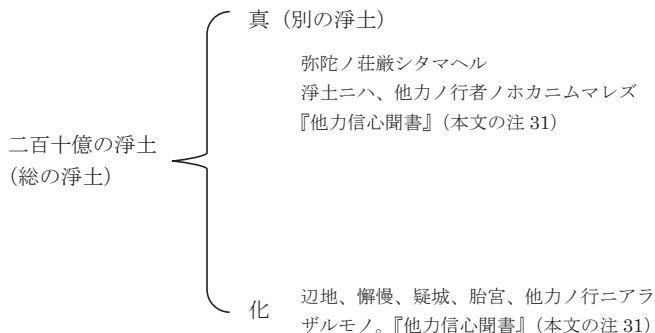 真（別の淨土）
弥陀ノ荘厳シタマヘル
淨土ニハ、他力ノ行者ノホカニムマレズ
『他力信心聞書』（本文の注 31）
二百十億の淨土
（総の淨土）
化
辺地、懈慢、疑城、胎宮、他力ノ行ニアラ
ザルモノ。『他力信心聞書』（本文の注 31）